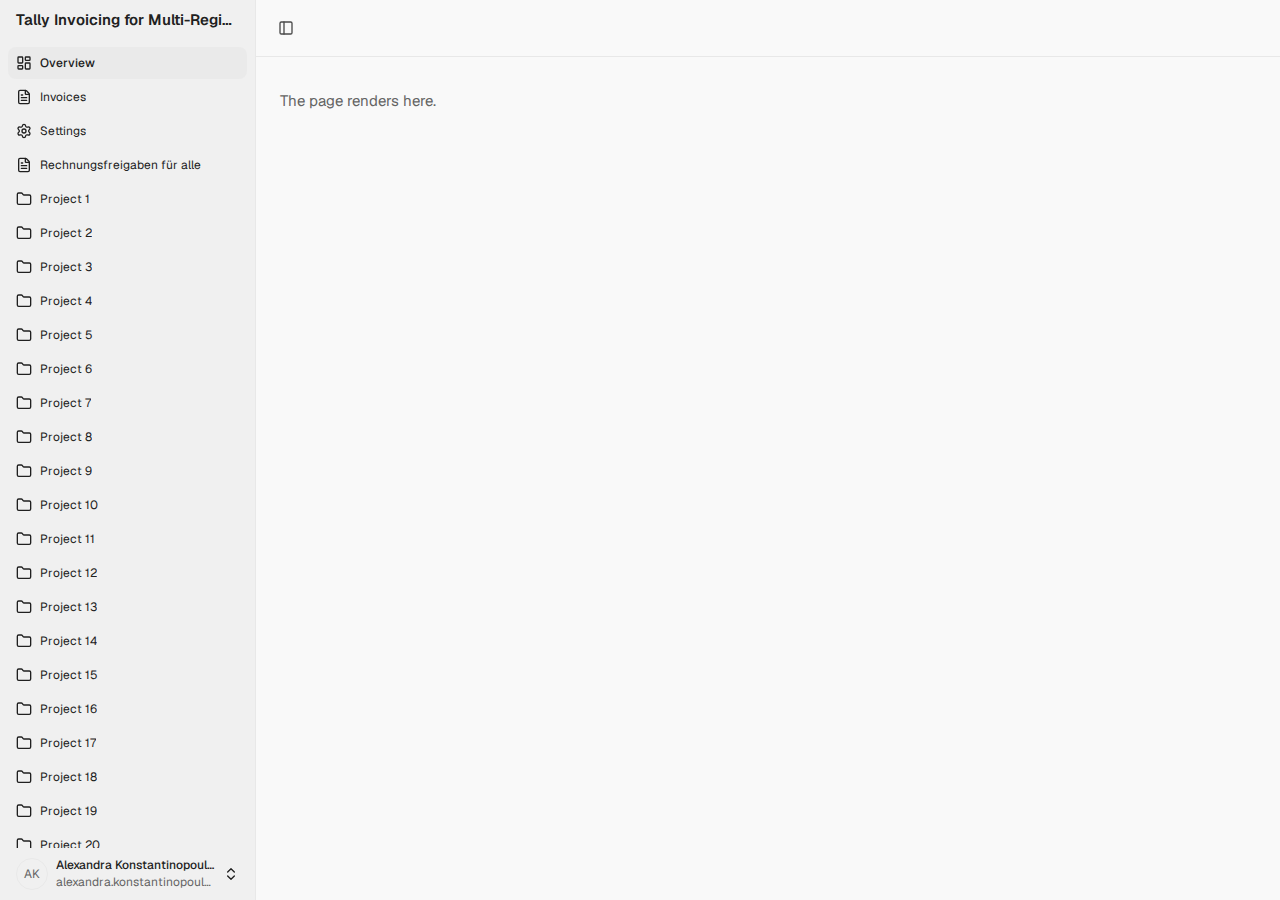 Tally Invoicing for Multi-Regi...
Overview
Invoices
Settings
Rechnungsfreigaben für alle
Project 1
Project 2
Project 3
Project 4
Project 5
Project 6
Project 7
Project 8
Project 9
Project 10
Project 11
Project 12
Project 13
Project 14
Project 15
Project 16
Project 17
Project 18
Project 19
Project 20
AK
Alexandra Konstantinopoul...
alexandra.konstantinopoul...
The page renders here.